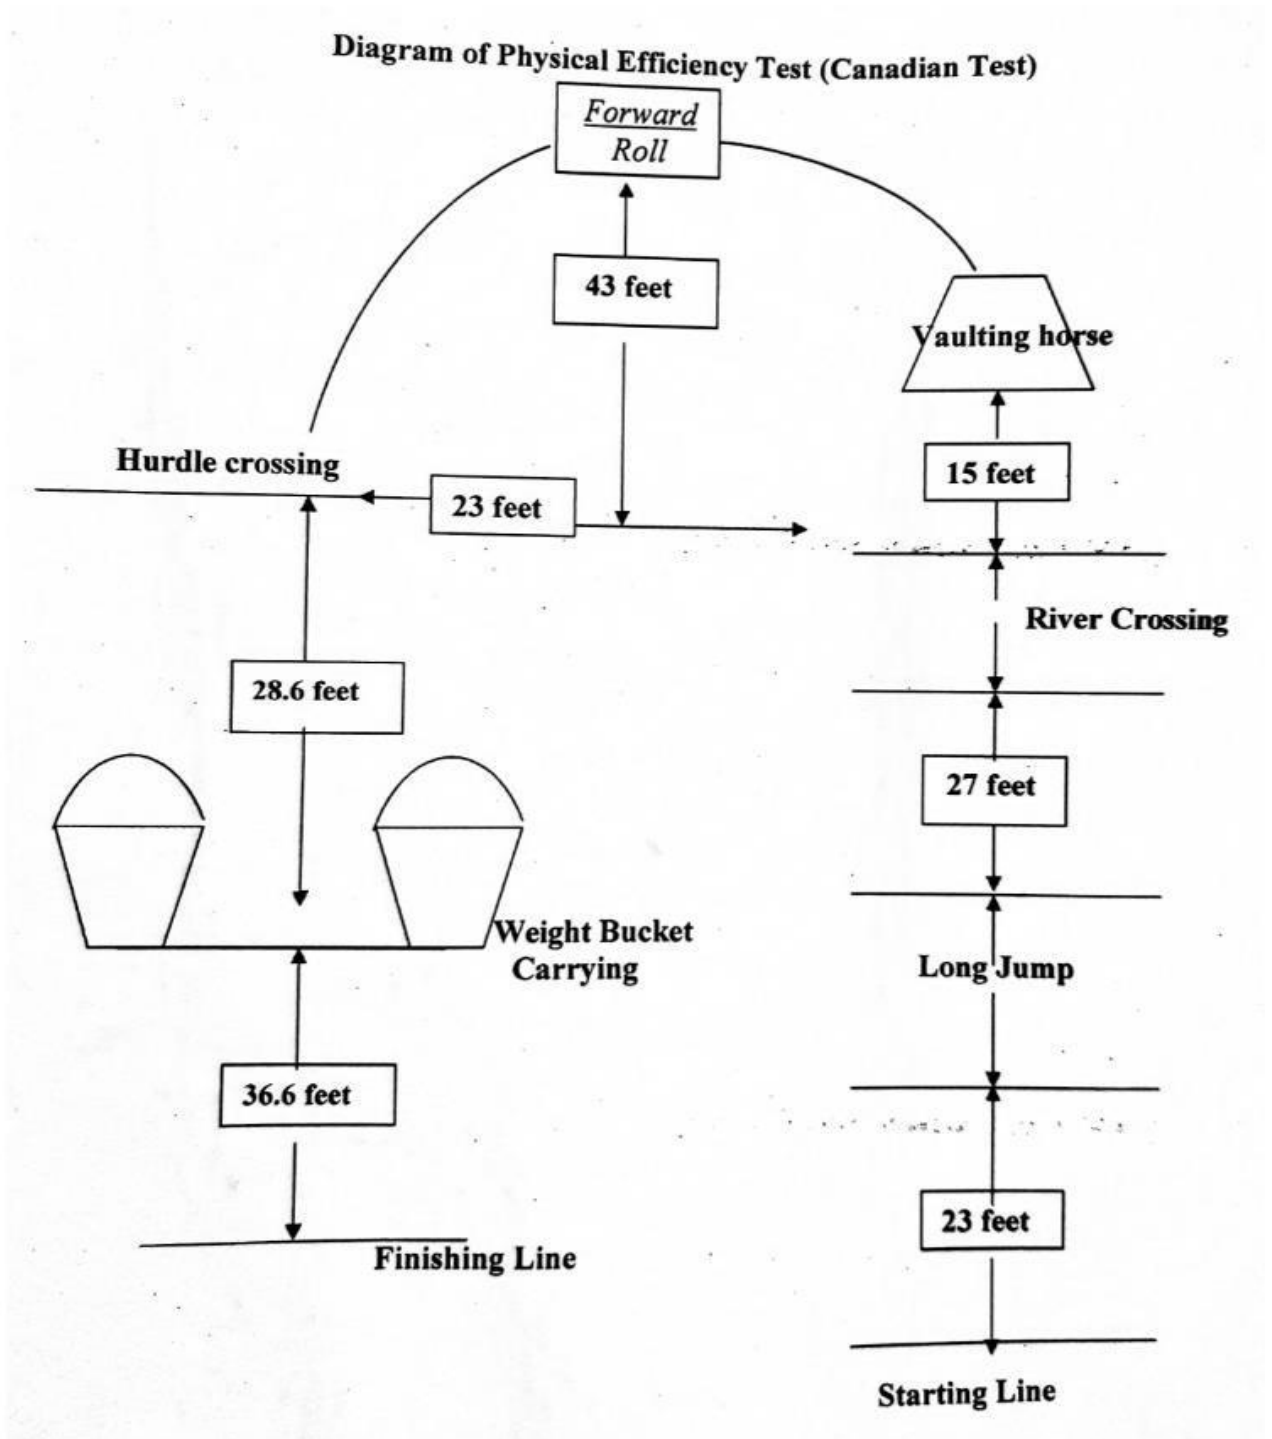 Diagram of Physical Efficiency Test (Canadian Test)
Forward
Roll
43 feet
Vaulting horse
Hurdle crossing
23 feet
15 feet
River Crossing
28.6 feet
27 feet
Weight Bucket
Carrying
Long Jump
36.6 feet
23 feet
Finishing Line
Starting Line